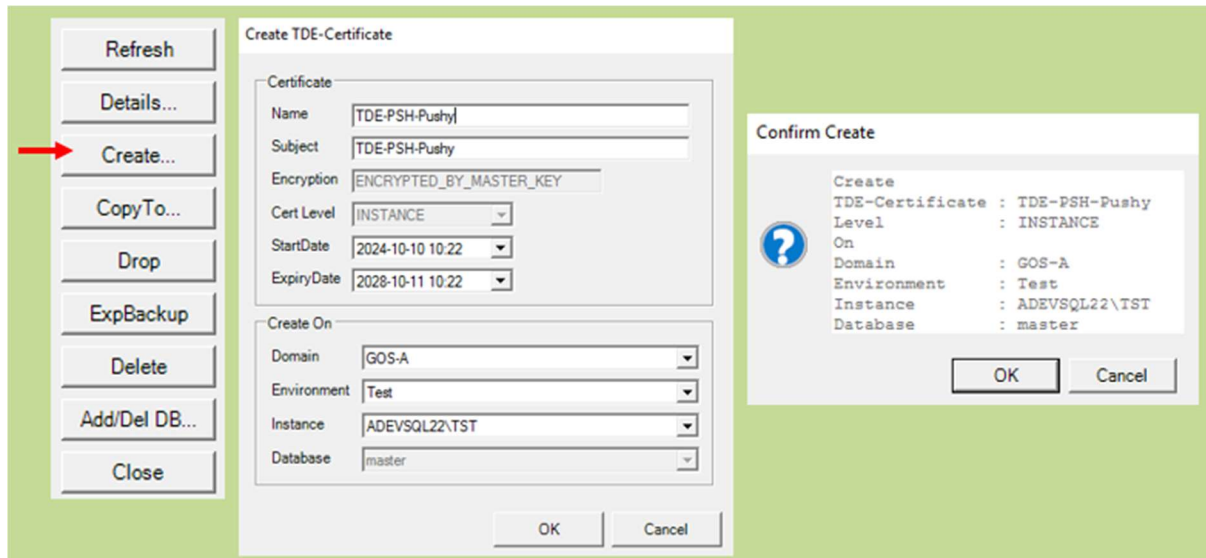 Refresh
Details...
Create...
CopyTo...
Drop
ExpBackup
Delete
Add/Del DB...
Close
Create TDE-Certificate
Certificate
Name TDE-PSH-Pushy
Subject TDE-PSH-Pushy
Encryption ENCRYPTED_BY_MASTER_KEY
Cert Level INSTANCE
StartDate 2024-10-10 10:22
ExpiryDate 2028-10-11 10:22
Create On
Domain GOS-A
Environment Test
Instance ADEVSQL22\TST
Database master
OK Cancel
Confirm Create
Create
TDE-Certificate : TDE-PSH-Pushy
Level : INSTANCE
On
Domain : GOS-A
Environment : Test
Instance : ADEVSQL22\TST
Database : master
OK Cancel